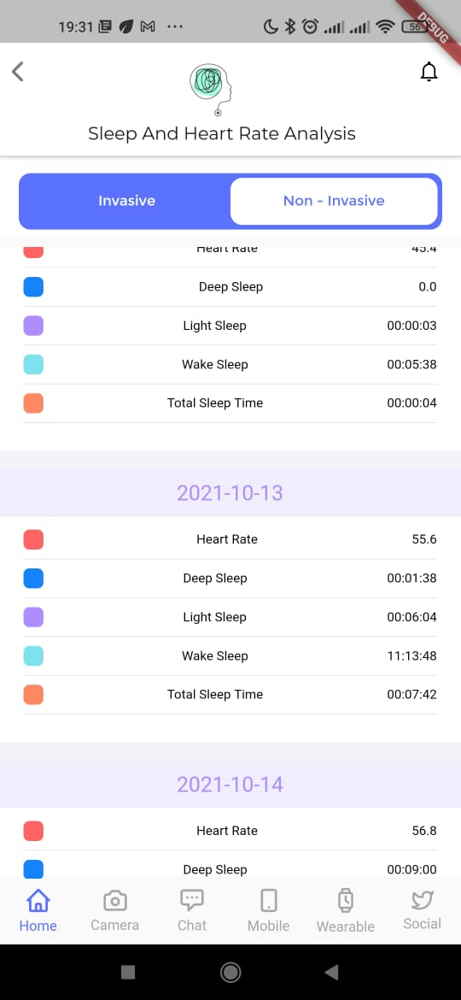 19:31
56
DEBUG
Sleep And Heart Rate Analysis
Invasive
Non - Invasive
Heart Rate 45.4
Deep Sleep 0.0
Light Sleep 00:00:03
Wake Sleep 00:05:38
Total Sleep Time 00:00:04
2021-10-13
Heart Rate 55.6
Deep Sleep 00:01:38
Light Sleep 00:06:04
Wake Sleep 11:13:48
Total Sleep Time 00:07:42
2021-10-14
Heart Rate 56.8
Deep Sleep 00:09:00
Home Camera Chat Mobile Wearable Social